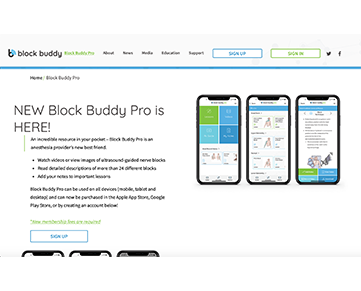 block buddy Block Buddy Pro About News Media Education Support SIGN UP SIGN IN
Home / Block Buddy Pro
NEW Block Buddy Pro is
HERE!
An incredible resource in your pocket – Block Buddy Pro is an
anesthesia provider's new best friend:
Watch videos or view images of ultrasound-guided nerve blocks
Read detailed descriptions of more than 24 different blocks
Add your notes to important lessons
Block Buddy Pro can be used on all devices (mobile, tablet and
desktop) and can now be purchased in the Apple App Store, Google
Play Store, or by creating an account below!
*New membership fees are required!
SIGN UP